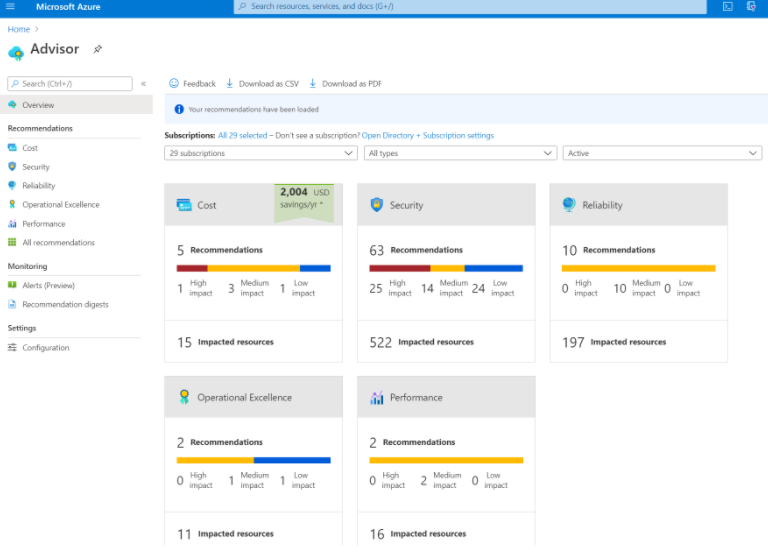 Microsoft Azure
Search resources, services, and docs (G+/)
Home >
Advisor
Search (Ctrl+/)
«
Overview
Recommendations
Cost
Security
Reliability
Operational Excellence
Performance
All recommendations
Monitoring
Alerts (Preview)
Recommendation digests
Settings
Configuration
Feedback
Download as CSV
Download as PDF
Your recommendations have been loaded
Subscriptions: All 29 selected – Don't see a subscription? Open Directory + Subscription settings
29 subscriptions
All types
Active
Cost
2,004 USD
savings/yr *
5 Recommendations
1 High impact 3 Medium impact 1 Low impact
15 Impacted resources
Security
63 Recommendations
25 High impact 14 Medium impact 24 Low impact
522 Impacted resources
Reliability
10 Recommendations
0 High impact 10 Medium impact 0 Low impact
197 Impacted resources
Operational Excellence
2 Recommendations
0 High impact 1 Medium impact 1 Low impact
11 Impacted resources
Performance
2 Recommendations
0 High impact 2 Medium impact 0 Low impact
16 Impacted resources